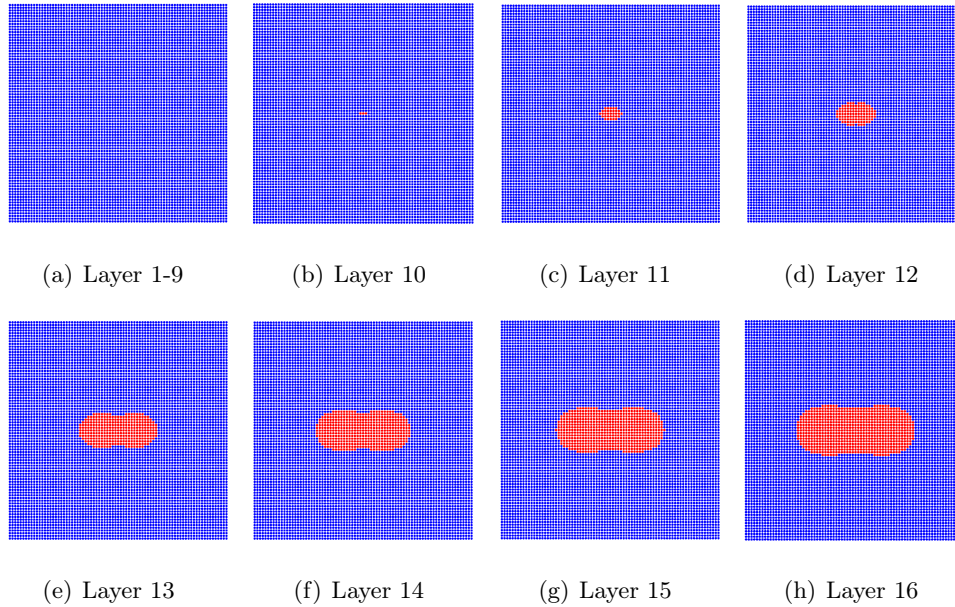 (a) Layer 1-9
(b) Layer 10
(c) Layer 11
(d) Layer 12
(e) Layer 13
(f) Layer 14
(g) Layer 15
(h) Layer 16